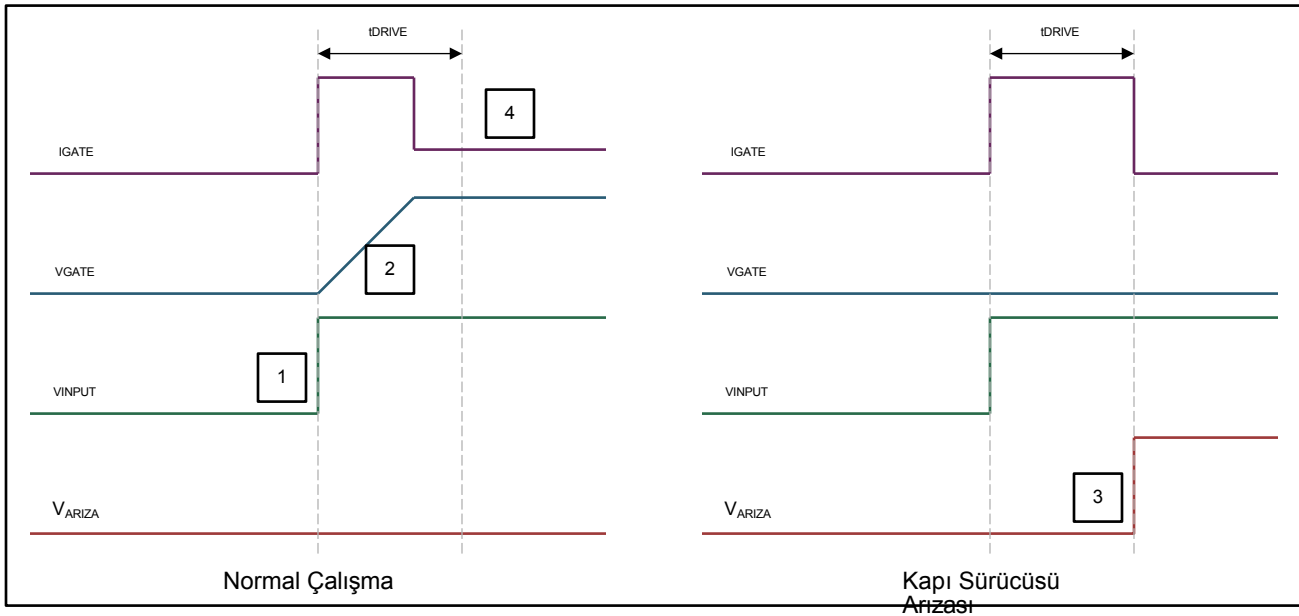 tDRIVE
4
IGATE
2
VGATE
1
VINPUT
VARIZA
Normal Çalışma
tDRIVE
IGATE
VGATE
VINPUT
3
VARIZA
Kapı Sürücüsü
Arızası